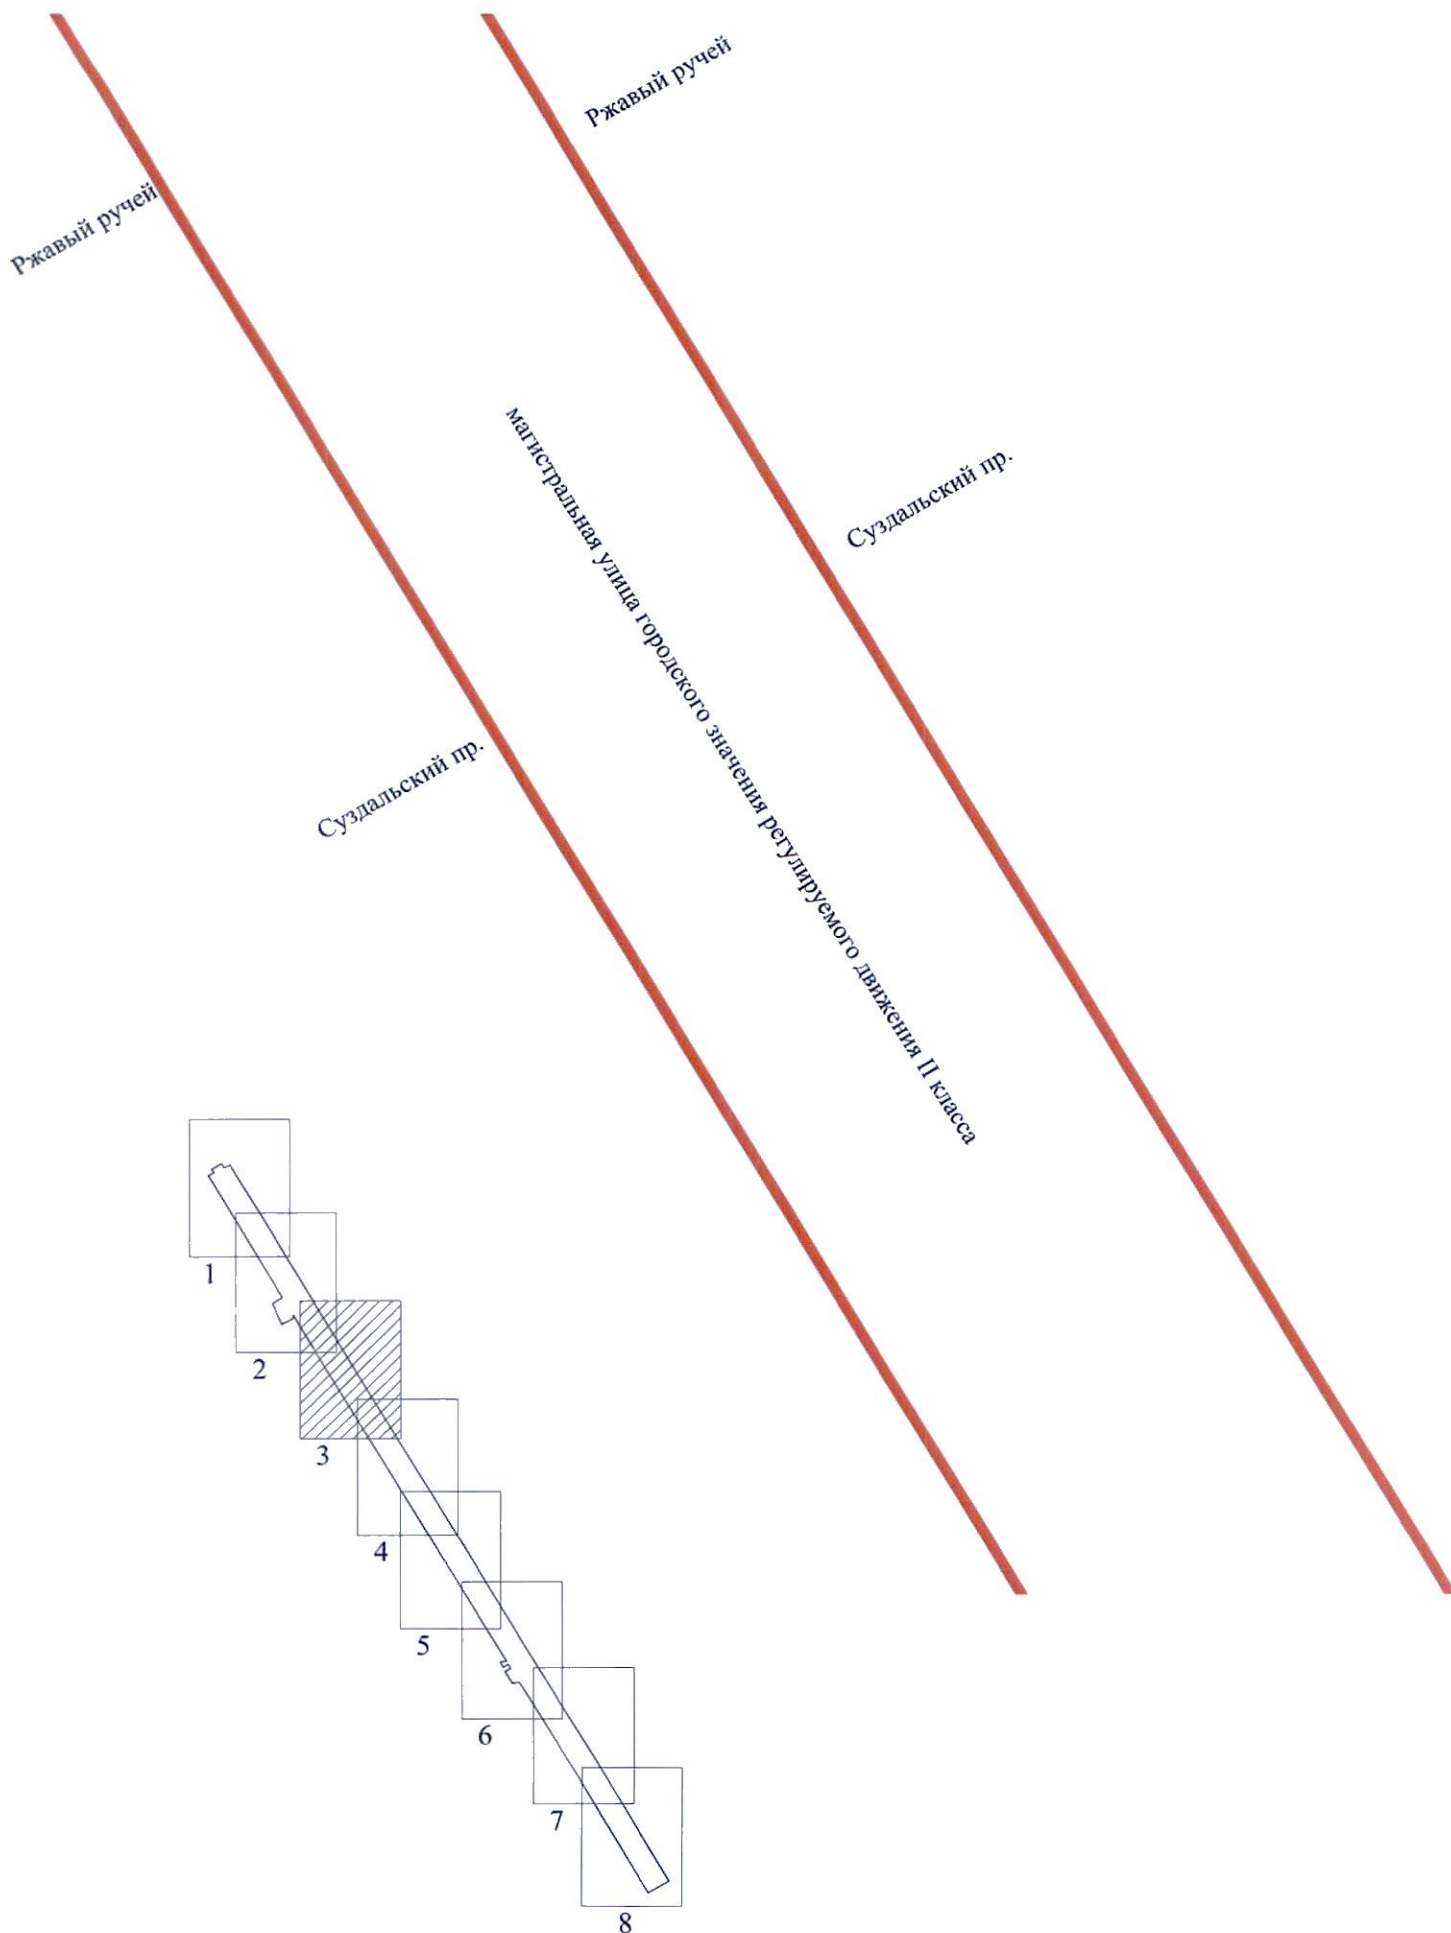 Ржавый ручей
Ржавый ручей
Суздальский пр.
магистральная улица городского значения регулируемого движения II класса
Суздальский пр.
1
2
3
4
5
6
7
8